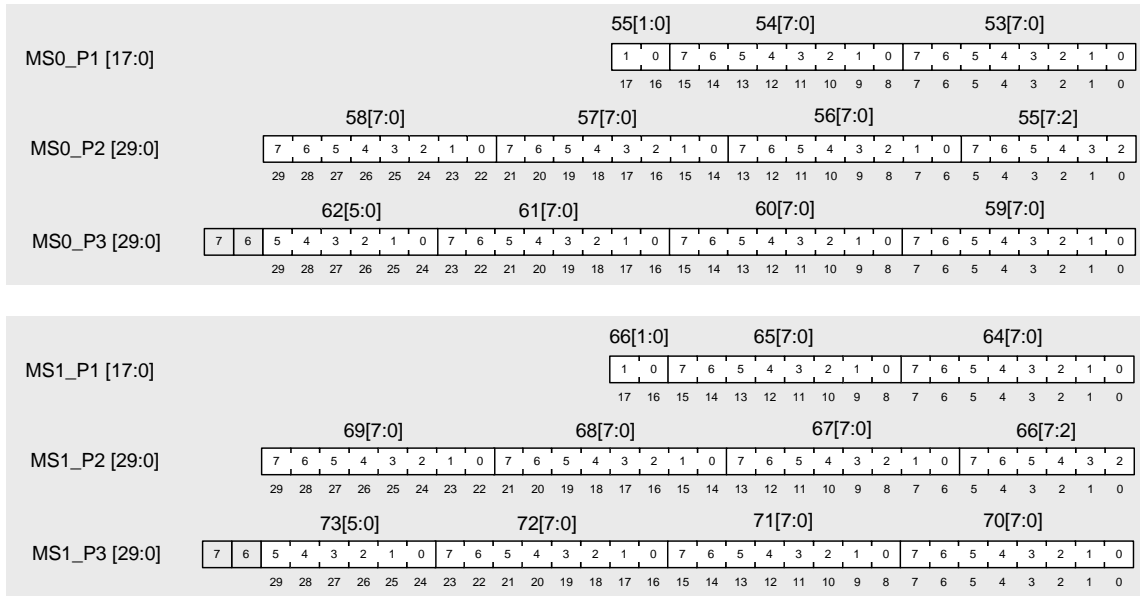 55[1:0] 54[7:0] 53[7:0]
MS0_P1 [17:0] 1 0 7 6 5 4 3 2 1 0 7 6 5 4 3 2 1 0
17 16 15 14 13 12 11 10 9 8 7 6 5 4 3 2 1 0
58[7:0] 57[7:0] 56[7:0] 55[7:2]
MS0_P2 [29:0] 7 6 5 4 3 2 1 0 7 6 5 4 3 2 1 0 7 6 5 4 3 2 1 0 7 6 5 4 3 2
29 28 27 26 25 24 23 22 21 20 19 18 17 16 15 14 13 12 11 10 9 8 7 6 5 4 3 2 1 0
62[5:0] 61[7:0] 60[7:0] 59[7:0]
MS0_P3 [29:0] 7 6 5 4 3 2 1 0 7 6 5 4 3 2 1 0 7 6 5 4 3 2 1 0 7 6 5 4 3 2 1 0
29 28 27 26 25 24 23 22 21 20 19 18 17 16 15 14 13 12 11 10 9 8 7 6 5 4 3 2 1 0
66[1:0] 65[7:0] 64[7:0]
MS1_P1 [17:0] 1 0 7 6 5 4 3 2 1 0 7 6 5 4 3 2 1 0
17 16 15 14 13 12 11 10 9 8 7 6 5 4 3 2 1 0
69[7:0] 68[7:0] 67[7:0] 66[7:2]
MS1_P2 [29:0] 7 6 5 4 3 2 1 0 7 6 5 4 3 2 1 0 7 6 5 4 3 2 1 0 7 6 5 4 3 2
29 28 27 26 25 24 23 22 21 20 19 18 17 16 15 14 13 12 11 10 9 8 7 6 5 4 3 2 1 0
73[5:0] 72[7:0] 71[7:0] 70[7:0]
MS1_P3 [29:0] 7 6 5 4 3 2 1 0 7 6 5 4 3 2 1 0 7 6 5 4 3 2 1 0 7 6 5 4 3 2 1 0
29 28 27 26 25 24 23 22 21 20 19 18 17 16 15 14 13 12 11 10 9 8 7 6 5 4 3 2 1 0